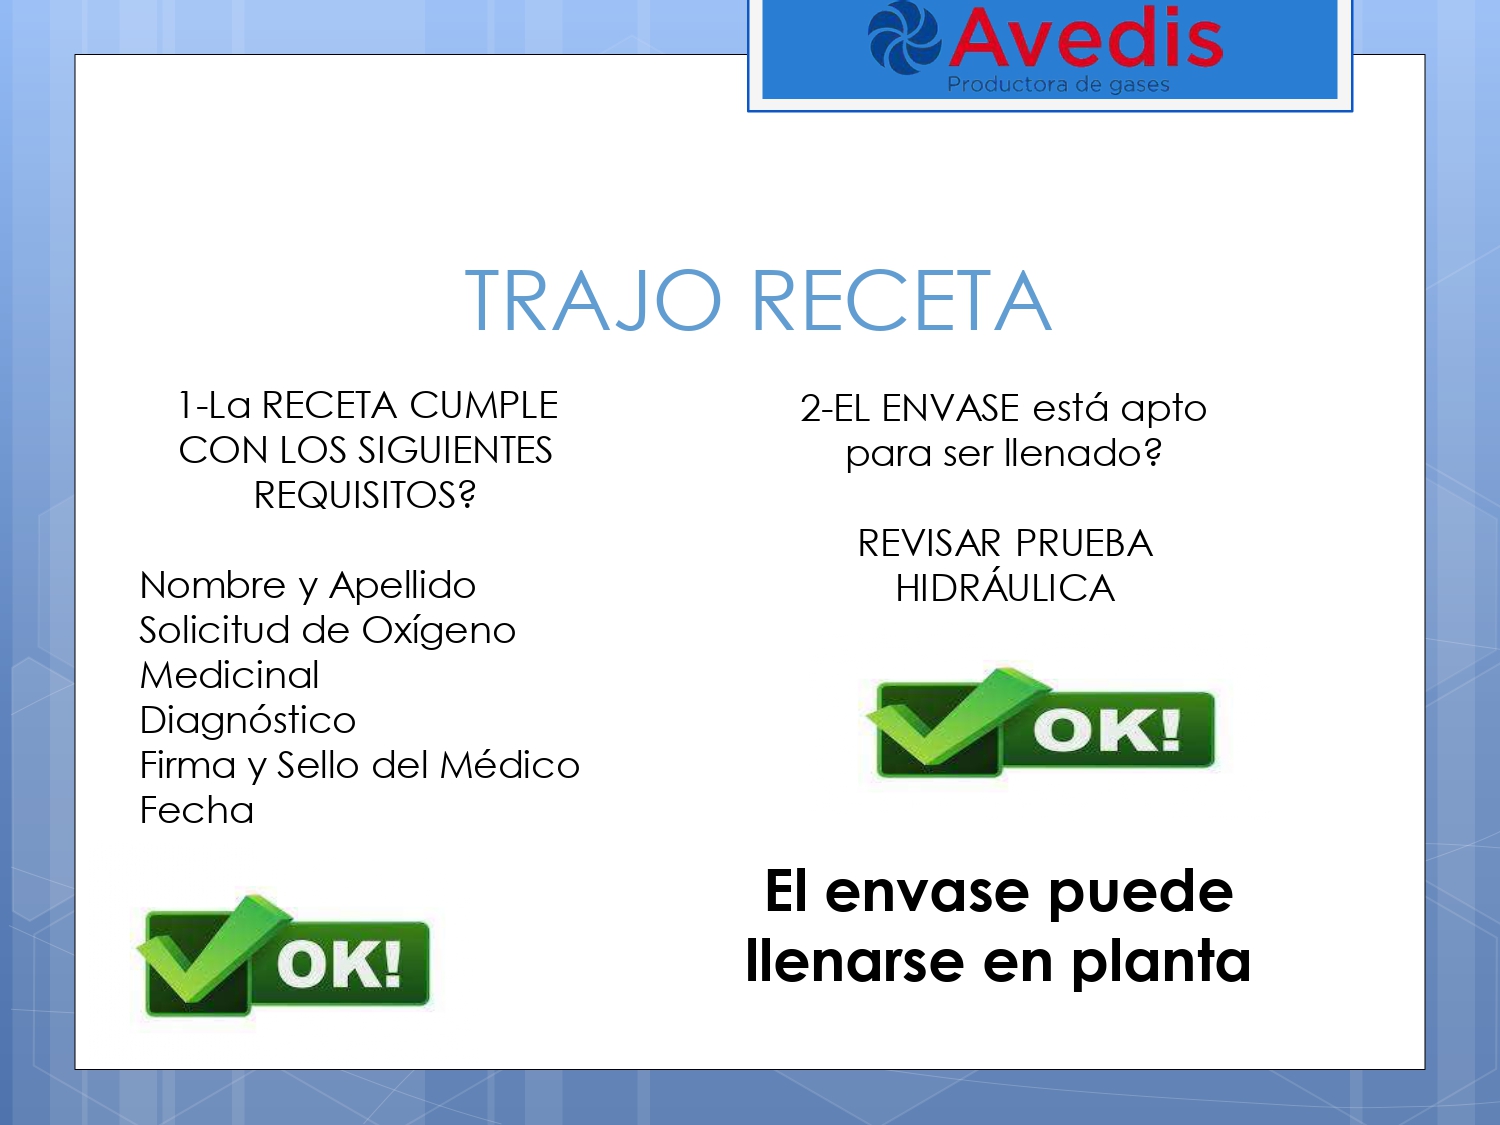 Avedis
Productora de gases
TRAJO RECETA
1-La RECETA CUMPLE
CON LOS SIGUIENTES
REQUISITOS?
Nombre y Apellido
Solicitud de Oxígeno
Medicinal
Diagnóstico
Firma y Sello del Médico
Fecha
OK!
2-EL ENVASE está apto
para ser llenado?
REVISAR PRUEBA
HIDRÁULICA
OK!
El envase puede
llenarse en planta